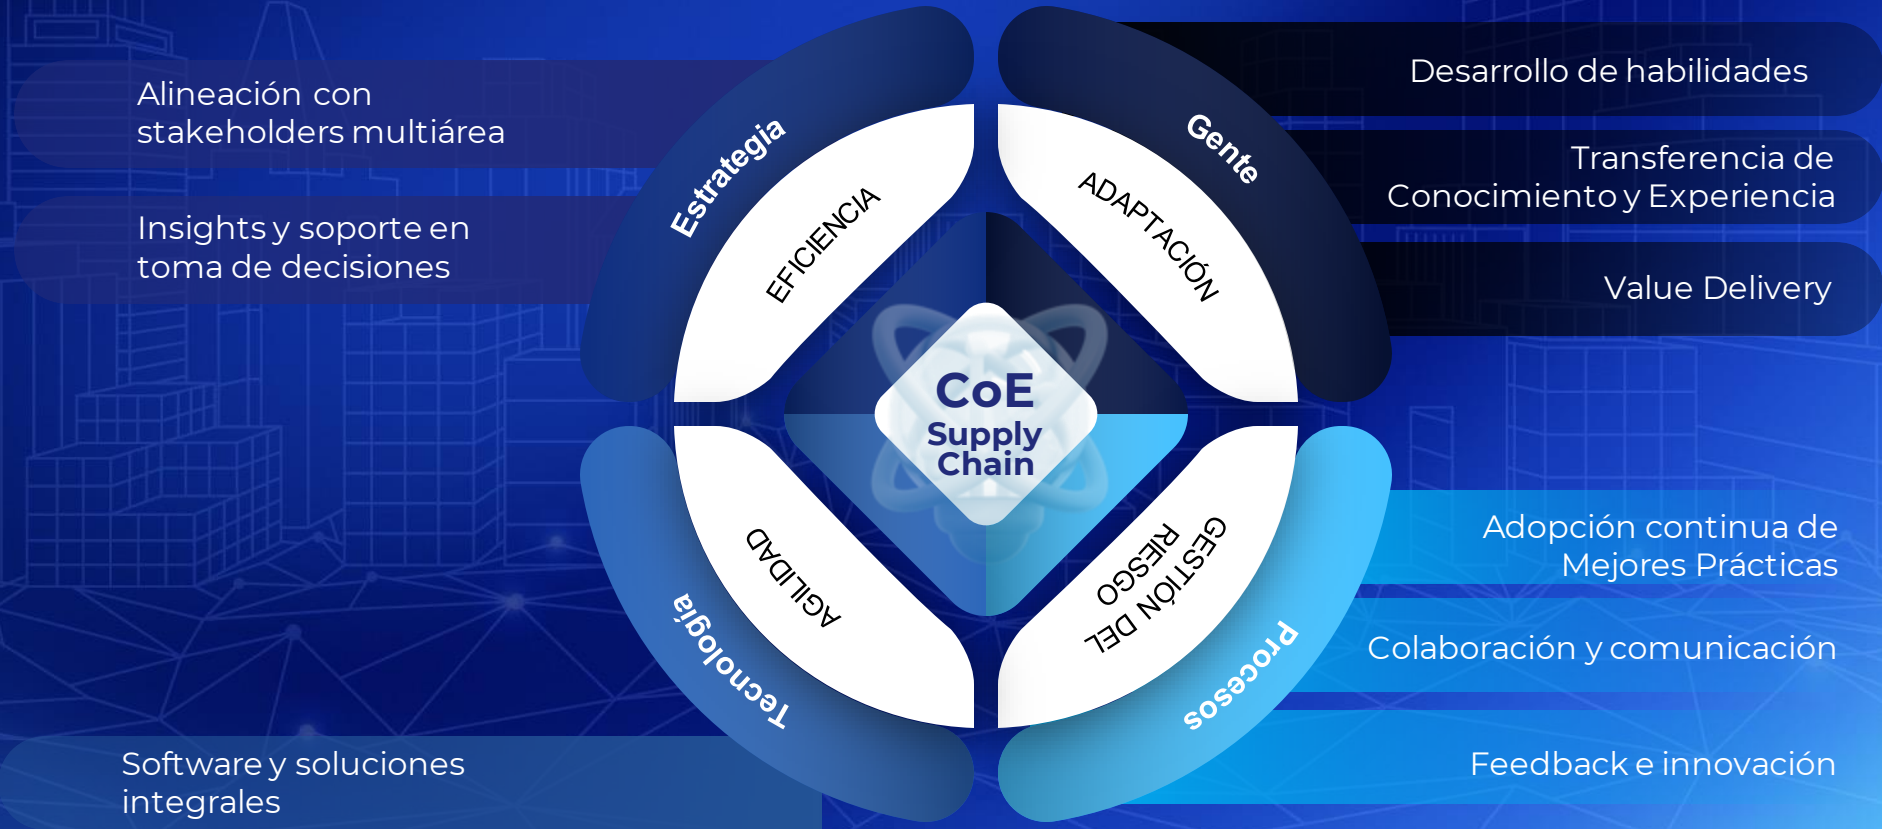 Alineación con
stakeholders multiárea
Insights y soporte en
toma de decisiones
Estrategia
EFICIENCIA
Gente
ADAPTACIÓN
Desarrollo de habilidades
Transferencia de
Conocimiento y Experiencia
Value Delivery
CoE
Supply
Chain
Tecnología
AGILIDAD
Software y soluciones
integrales
GESTIÓN DEL
RIESGO
Procesos
Adopción continua de
Mejores Prácticas
Colaboración y comunicación
Feedback e innovación